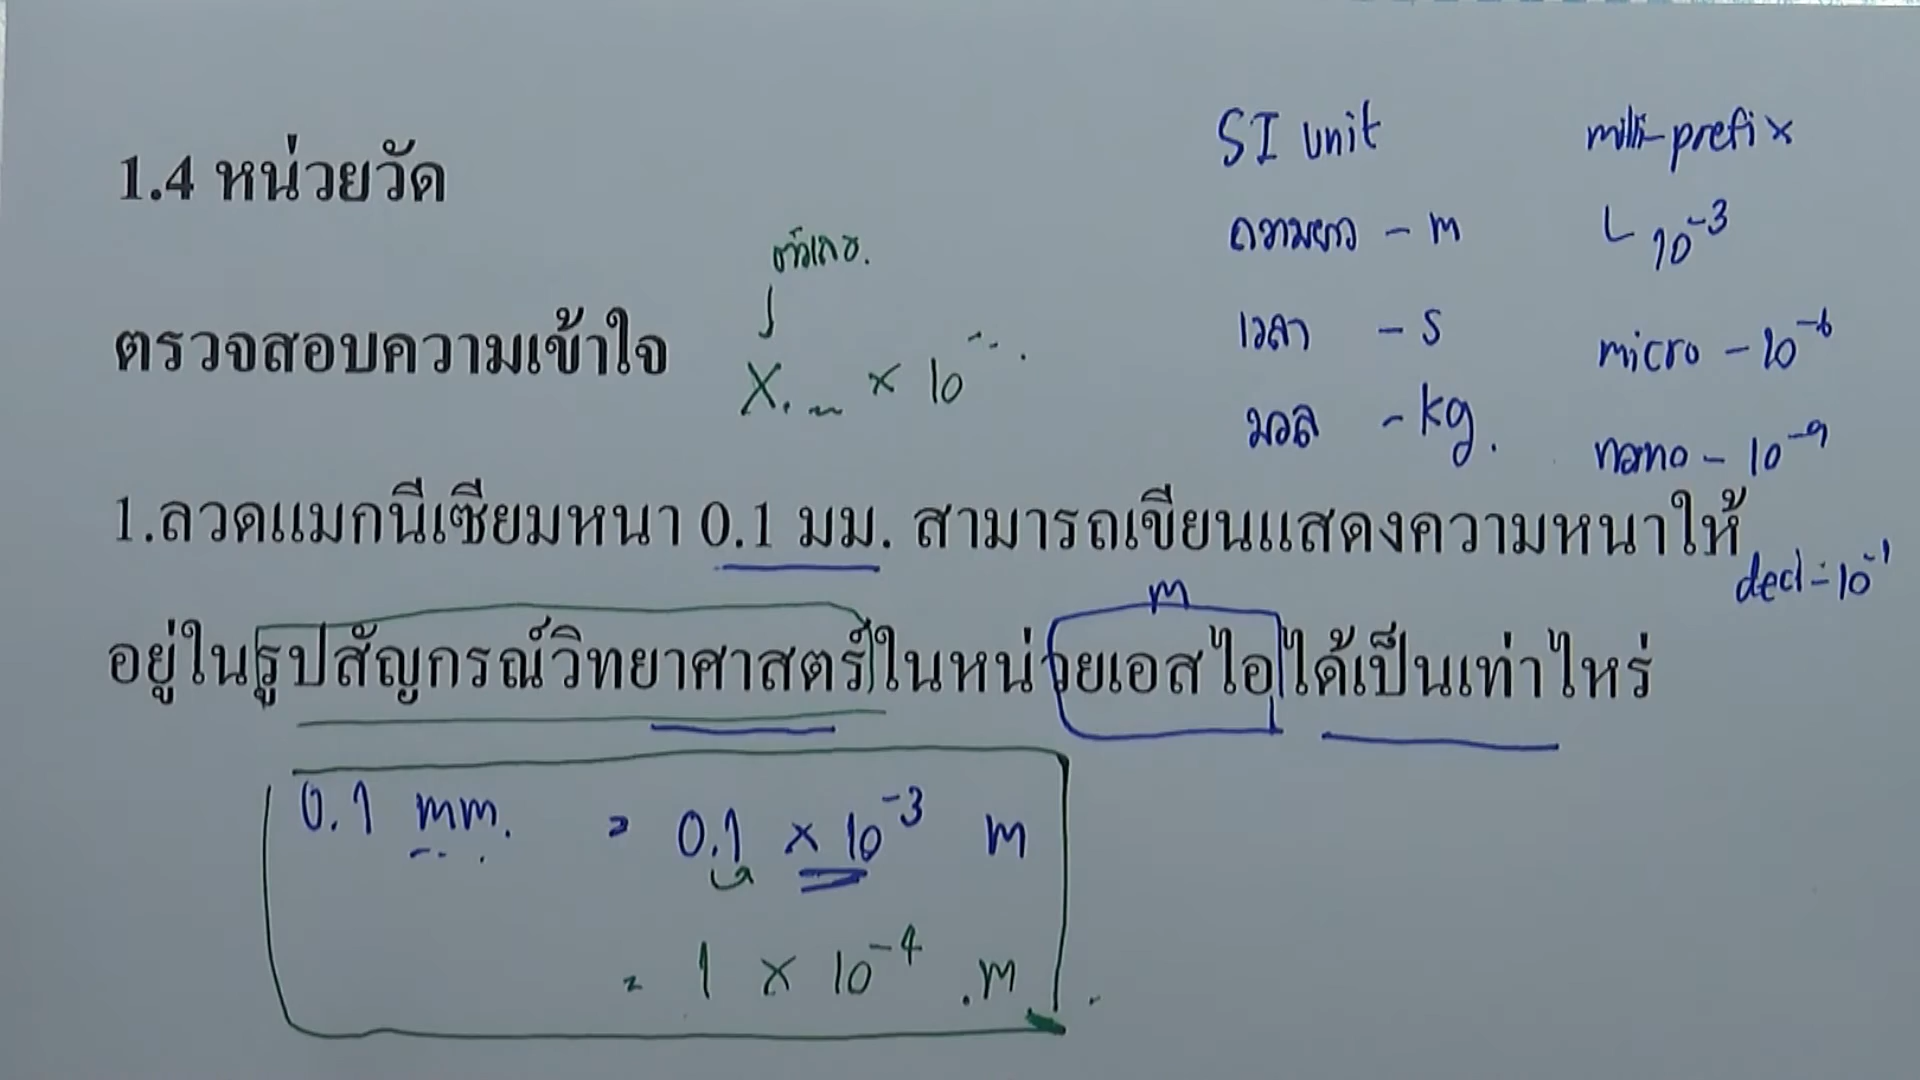 1.4 หน่วยวัด
SI unit
milli-prefix
ความยาว - m
└ 10⁻³
ตัวเลข.
เวลา - s
micro - 10⁻⁶
ตรวจสอบความเข้าใจ
X. _ × 10
มวล - kg.
nano - 10⁻⁹
1.ลวดแมกนีเซียมหนา 0.1 มม. สามารถเขียนแสดงความหนาให้
deci = 10⁻¹
m
อยู่ในรูปสัญกรณ์วิทยาศาสตร์ในหน่วยเอสไอได้เป็นเท่าไหร่
0.1 mm. = 0.1 × 10⁻³ m
= 1 × 10⁻⁴ .m